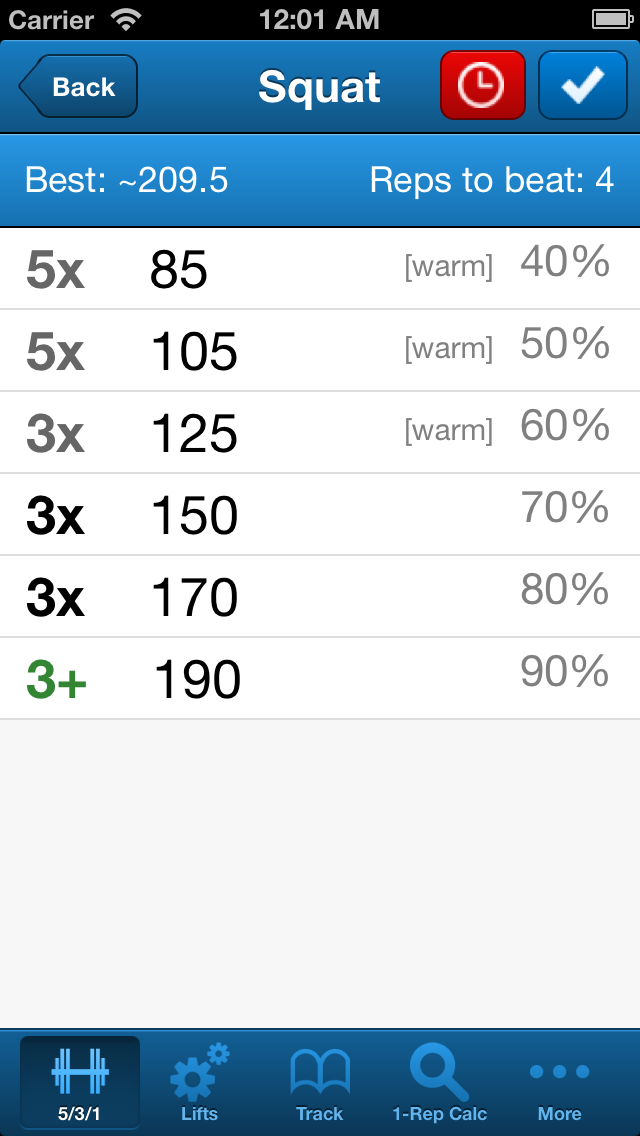 Carrier 12:01 AM
Back Squat
Best: ~209.5 Reps to beat: 4
5x 85 [warm] 40%
5x 105 [warm] 50%
3x 125 [warm] 60%
3x 150 70%
3x 170 80%
3+ 190 90%
5/3/1 Lifts Track 1-Rep Calc More